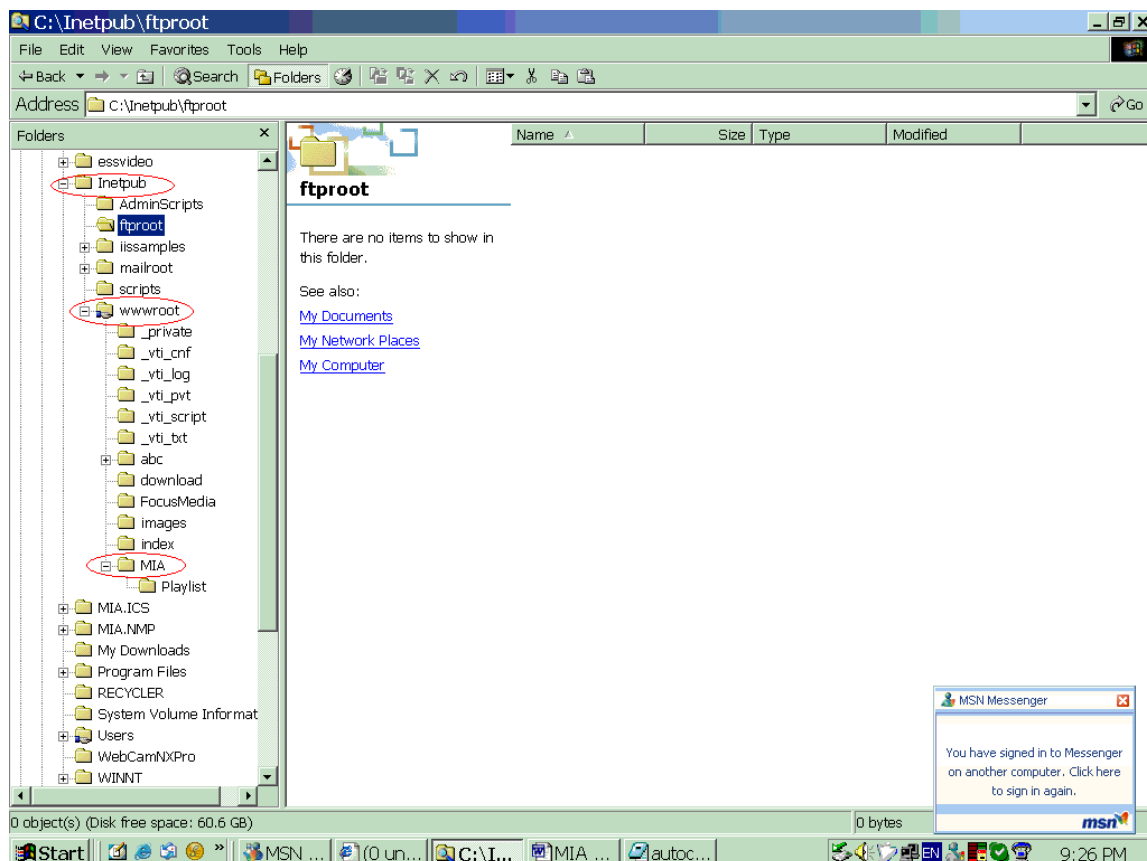 C:\Inetpub\ftproot
File Edit View Favorites Tools Help
Back Search Folders
Address C:\Inetpub\ftproot Go
Folders
essvideo
Inetpub
AdminScripts
ftproot
iissamples
mailroot
scripts
wwwroot
_private
_vti_cnf
_vti_log
_vti_pvt
_vti_script
_vti_txt
abc
download
FocusMedia
images
index
MIA
Playlist
MIA.ICS
MIA.NMP
My Downloads
Program Files
RECYCLER
System Volume Informat
Users
WebCamNXPro
WINNT
ftproot
There are no items to show in
this folder.
See also:
My Documents
My Network Places
My Computer
Name Size Type Modified
MSN Messenger
You have signed in to Messenger
on another computer. Click here
to sign in again.
msn
0 object(s) (Disk free space: 60.6 GB) 0 bytes
Start » MSN ... (0 un... C:\I... MIA ... autoc... EN 9:26 PM